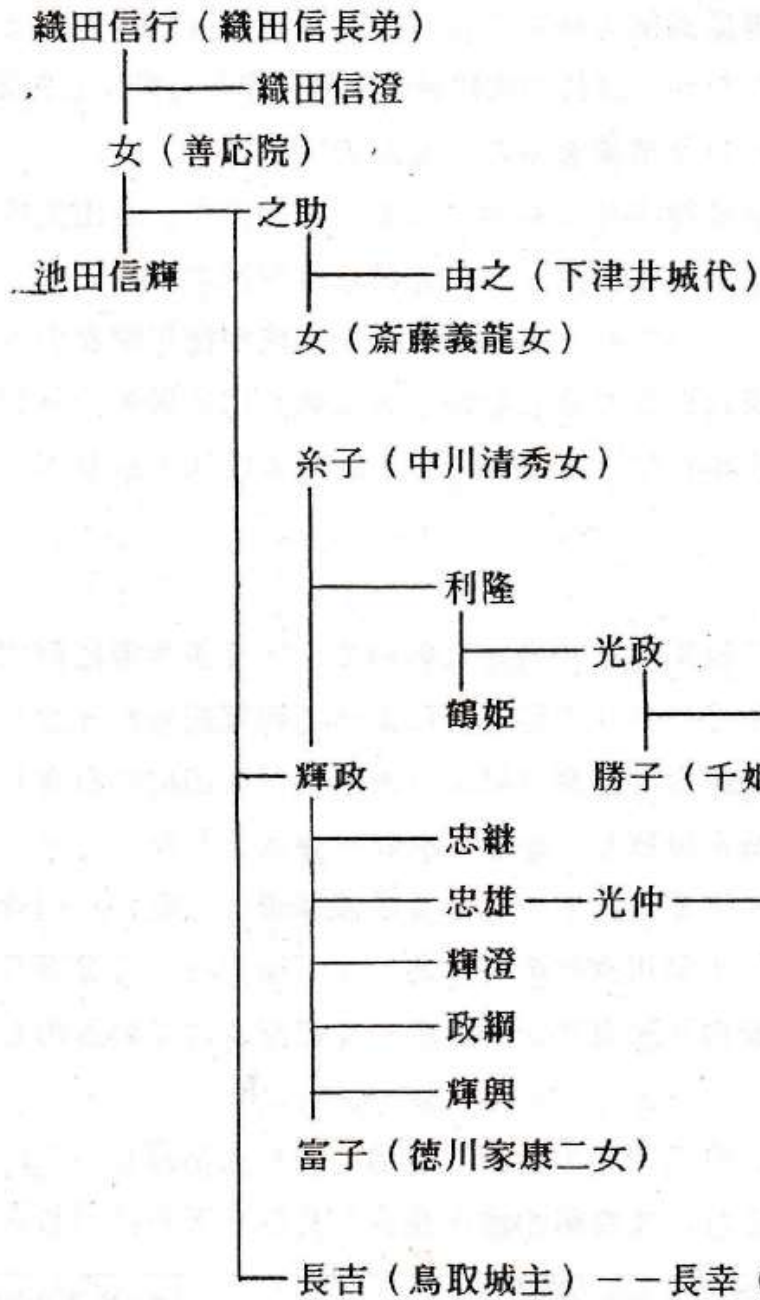 織田信行(織田信長弟)
織田信澄
女(善応院)
之助
池田信輝
由之(下津井城代)
女(斎藤義龍女)
糸子(中川清秀女)
利隆
光政
鶴姫
輝政 勝子(千姫
忠継
忠雄 光仲
輝澄
政綱
輝興
富子(徳川家康二女)
長吉(鳥取城主) 長幸(